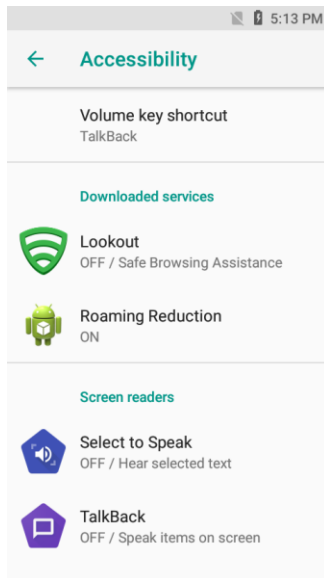 5:13 PM
Accessibility
Volume key shortcut
TalkBack
Downloaded services
Lookout
OFF / Safe Browsing Assistance
Roaming Reduction
ON
Screen readers
Select to Speak
OFF / Hear selected text
TalkBack
OFF / Speak items on screen